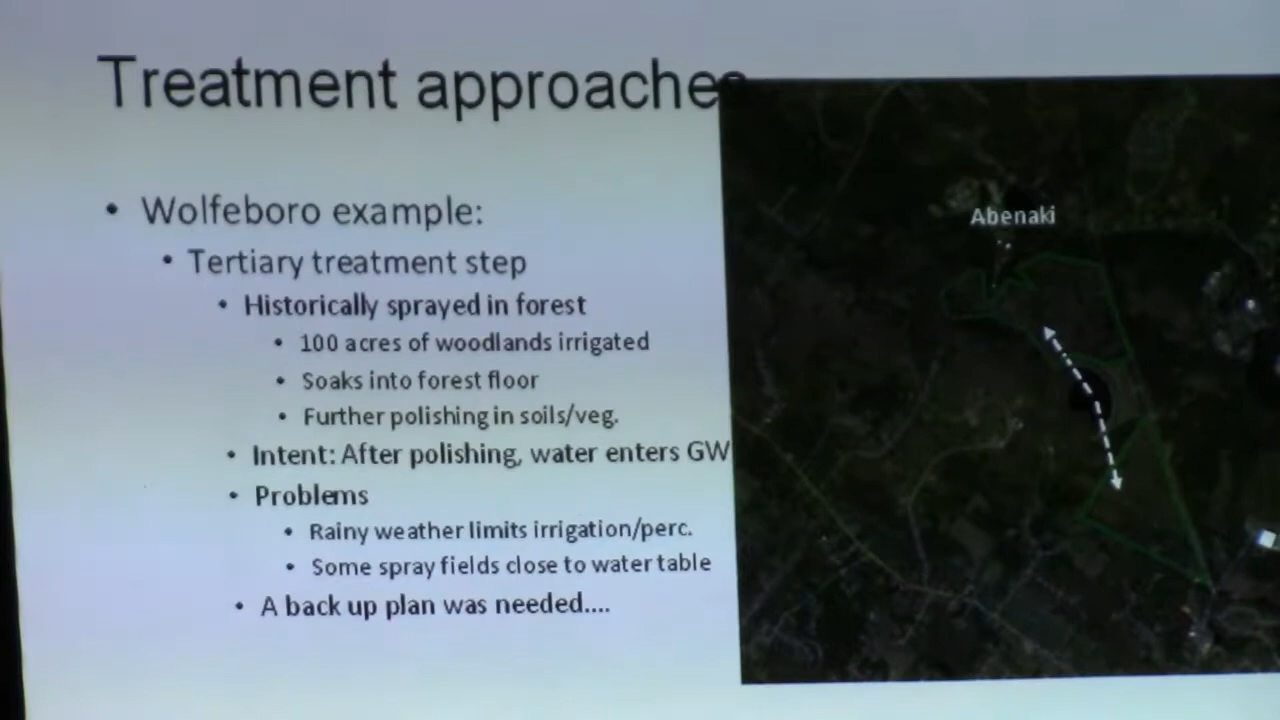 Treatment approaches
• Wolfeboro example:
• Tertiary treatment step
• Historically sprayed in forest
• 100 acres of woodlands irrigated
• Soaks into forest floor
• Further polishing in soils/veg.
• Intent: After polishing, water enters GW
• Problems
• Rainy weather limits irrigation/perc.
• Some spray fields close to water table
• A back up plan was needed....
Abenaki